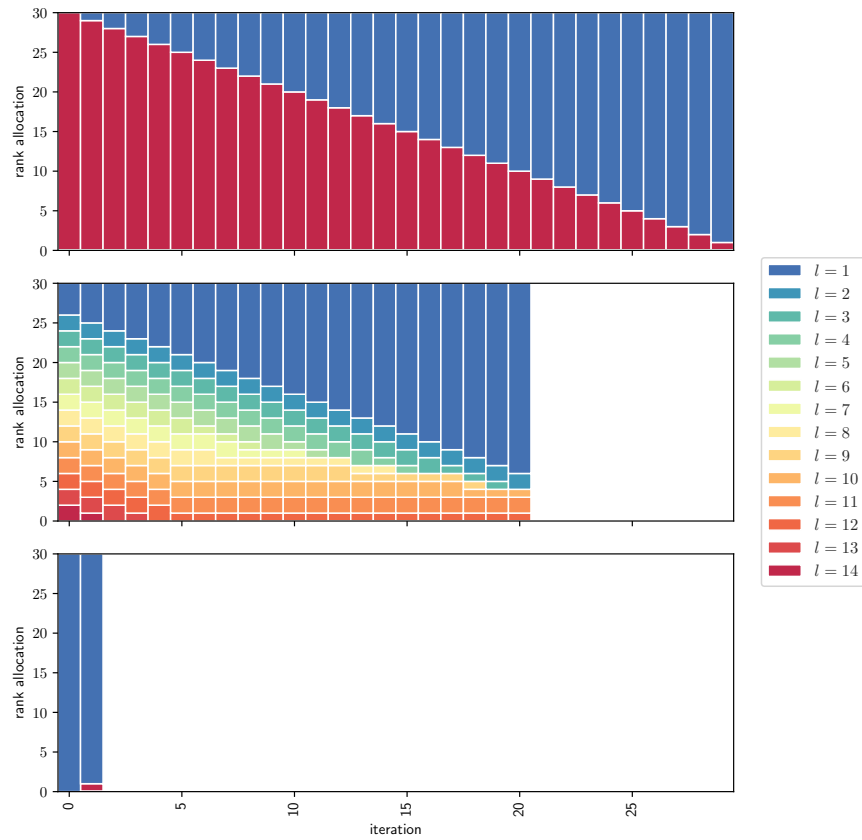 30
25
20
15
10
5
0
rank allocation
30
25
20
15
10
5
0
rank allocation
30
25
20
15
10
5
0
rank allocation
0 5 10 15 20 25
iteration
l = 1
l = 2
l = 3
l = 4
l = 5
l = 6
l = 7
l = 8
l = 9
l = 10
l = 11
l = 12
l = 13
l = 14